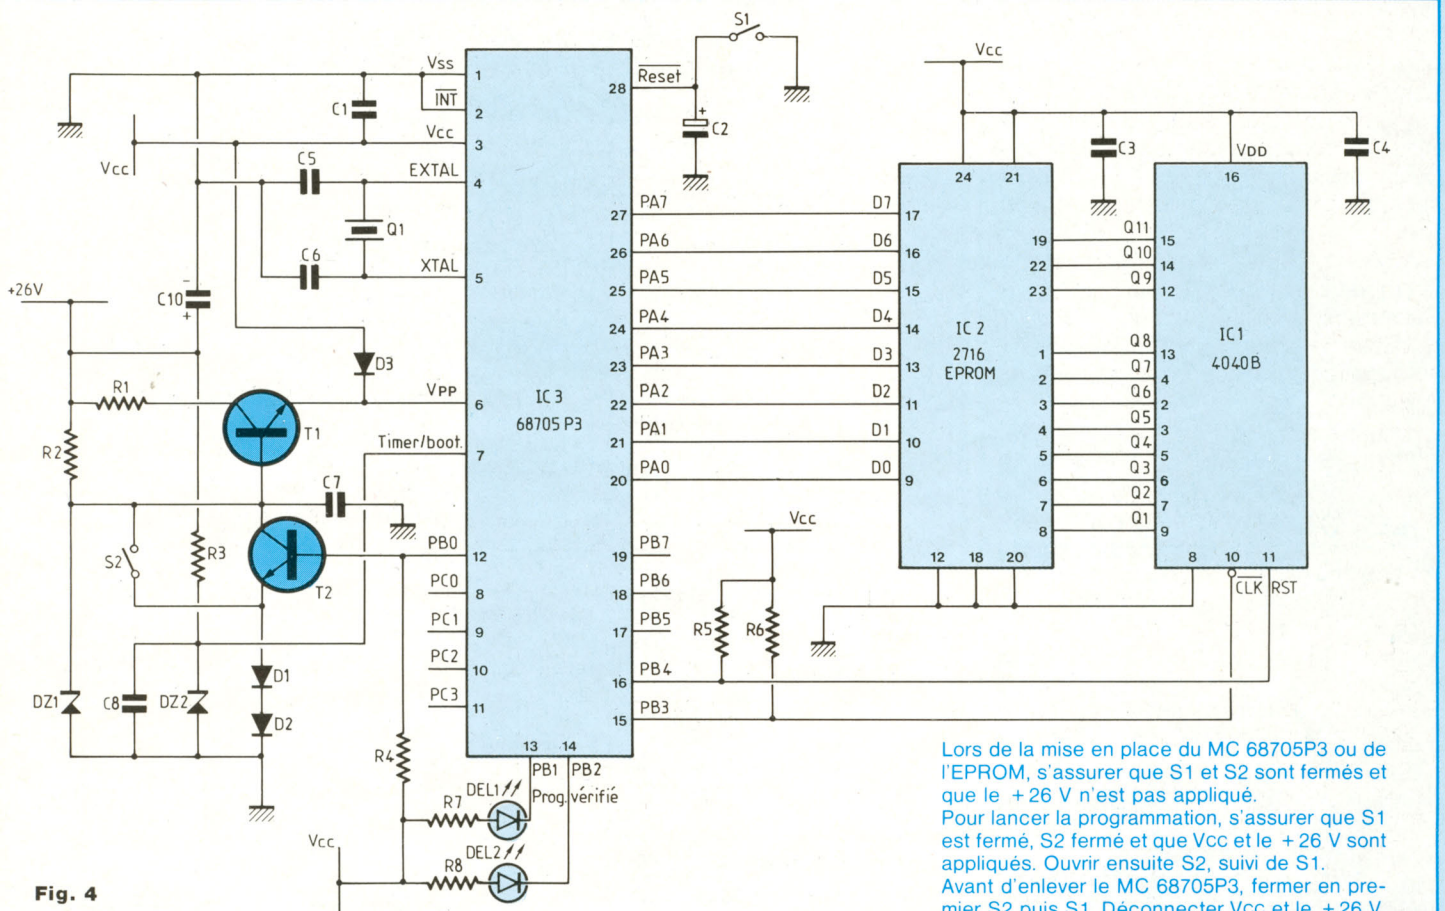 S1
Vss
1
Reset
28
Vcc
C1
INT
2
+
C2
Vcc
3
Vcc
C5
EXTAL
4
C3
VDD
C4
24
21
16
27
PA7
D7
17
Q1
26
PA6
D6
16
19
Q11
15
C6
XTAL
5
25
PA5
D5
15
22
Q10
14
23
Q9
12
+26V
-
C10
+
24
PA4
D4
14
IC 2
2716
EPROM
IC1
4040B
D3
23
PA3
D3
13
1
Q8
13
R1
VPP
6
IC 3
68705 P3
22
PA2
D2
11
2
Q7
4
3
Q6
2
T1
R2
Timer/boot.
7
21
PA1
D1
10
4
Q5
3
5
Q4
5
C7
20
PA0
D0
9
6
Q3
6
7
Q2
7
8
Q1
9
Vcc
S2
R3
T2
PB0
12
19
PB7
12
18
20
8
10
11
PC0
8
18
PB6
CLK
RST
PC1
9
17
PB5
R5
R6
PC2
10
16
PB4
D1
DZ1
C8
DZ2
PC3
11
15
PB3
D2
R4
13
14
PB1
PB2
DEL1
Prog.
vérifié
R7
Vcc
DEL2
R8
Fig. 4
Lors de la mise en place du MC 68705P3 ou de
l'EPROM, s'assurer que S1 et S2 sont fermés et
que le +26 V n'est pas appliqué.
Pour lancer la programmation, s'assurer que S1
est fermé, S2 fermé et que Vcc et le +26 V sont
appliqués. Ouvrir ensuite S2, suivi de S1.
Avant d'enlever le MC 68705P3, fermer en pre-
mier S2 puis S1. Déconnecter Vcc et le +26 V.